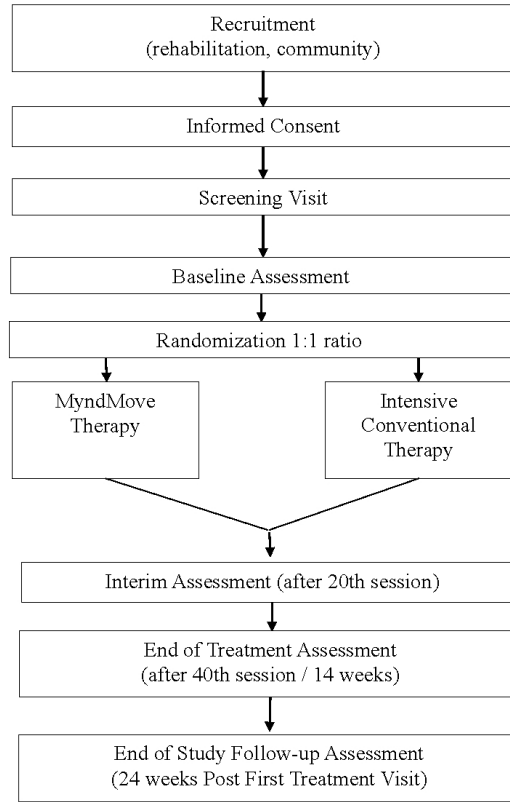 Recruitment
(rehabilitation, community)
Informed Consent
Screening Visit
Baseline Assessment
Randomization 1:1 ratio
MyndMove
Therapy
Intensive
Conventional
Therapy
Interim Assessment (after 20th session)
End of Treatment Assessment
(after 40th session / 14 weeks)
End of Study Follow-up Assessment
(24 weeks Post First Treatment Visit)